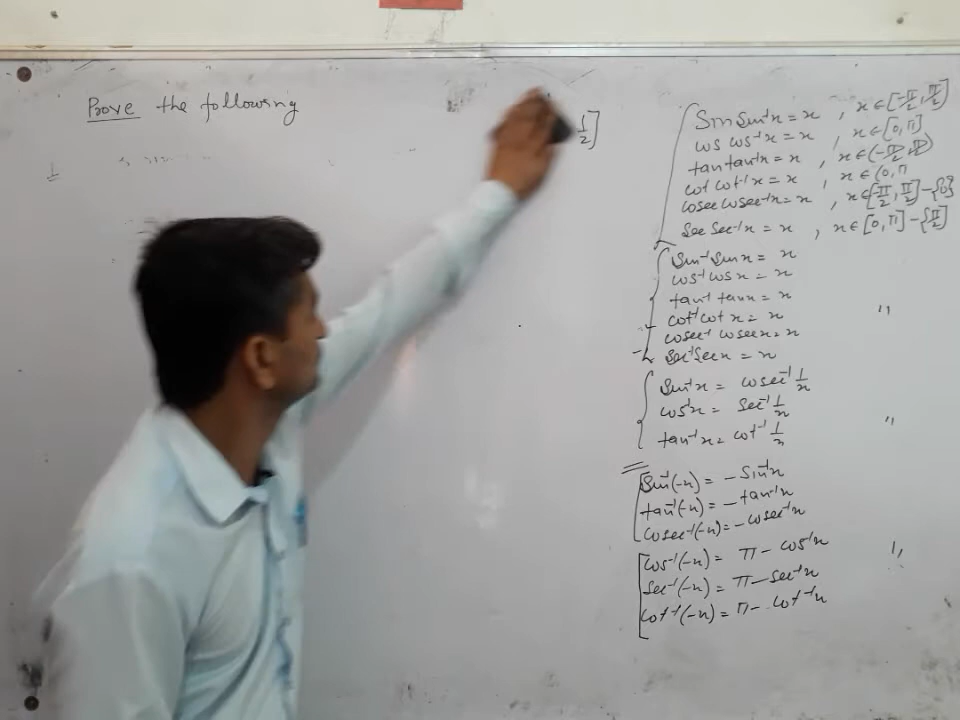 Prove the following
1
1/2]
Sin Sin⁻¹x = x , x ∈ [-π/2, π/2]
cos cos⁻¹x = x , x ∈ [0, π]
tan tan⁻¹x = x , x ∈ (-π/2, π/2)
cot cot⁻¹x = x , x ∈ (0, π
cosec cosec⁻¹x = x , x ∈ [-π/2, π/2] - {0}
Sec Sec⁻¹x = x , x ∈ [0, π] - {π/2}
Sin⁻¹ Sin x = x
cos⁻¹ cos x = x
tan⁻¹ tan x = x
cot⁻¹ cot x = x "
cosec⁻¹ cosec x = x
Sec⁻¹ Sec x = x
Sin⁻¹x = cosec⁻¹ 1/x
cos⁻¹x = Sec⁻¹ 1/x
tan⁻¹x = cot⁻¹ 1/x "
Sin⁻¹(-x) = - Sin⁻¹x
tan⁻¹(-x) = - tan⁻¹x
cosec⁻¹(-x) = - cosec⁻¹x
cos⁻¹(-x) = π - cos⁻¹x "
Sec⁻¹(-x) = π - Sec⁻¹x
cot⁻¹(-x) = π - cot⁻¹x